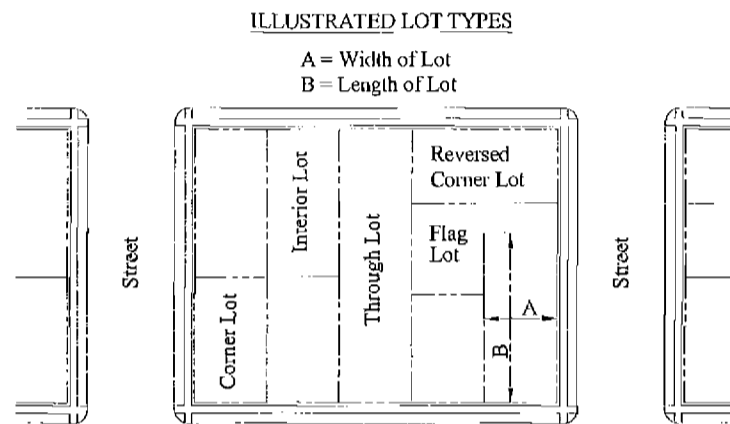 ILLUSTRATED LOT TYPES
A = Width of Lot
B = Length of Lot
Street
Corner Lot
Interior Lot
Through Lot
Reversed
Corner Lot
Flag
Lot
A
B
Street